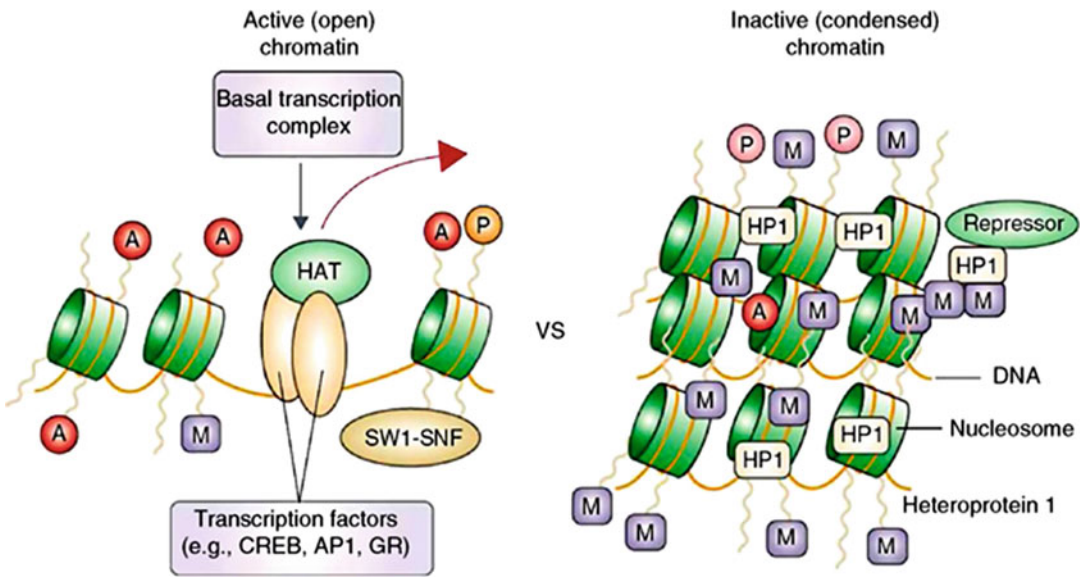 Active (open)
chromatin
Basal transcription
complex
A
A
A
P
HAT
A
M
SW1-SNF
Transcription factors
(e.g., CREB, AP1, GR)
VS
Inactive (condensed)
chromatin
P
M
P
M
HP1
HP1
Repressor
HP1
M
A
M
M
M
M
DNA
M
M
HP1
Nucleosome
HP1
Heteroprotein 1
M
M
M
M